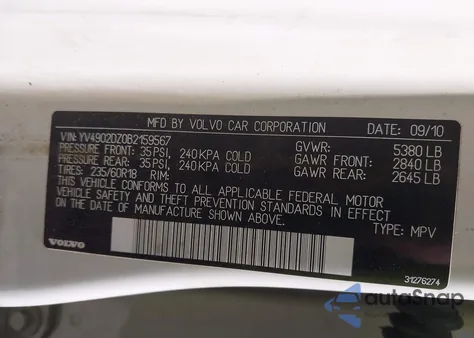 MFD BY VOLVO CAR CORPORATION DATE: 09/10
VIN: YV4902DZ0B2159567 GVWR: 5380 LB
PRESSURE FRONT: 35 PSI, 240 KPA COLD GAWR FRONT: 2840 LB
PRESSURE REAR: 35 PSI, 240 KPA COLD GAWR REAR: 2645 LB
TIRES: 235/60R18 RIM:
THIS VEHICLE CONFORMS TO ALL APPLICABLE FEDERAL MOTOR
VEHICLE SAFETY AND THEFT PREVENTION STANDARDS IN EFFECT
ON THE DATE OF MANUFACTURE SHOWN ABOVE.
TYPE: MPV
VOLVO
31276274
autoSnap